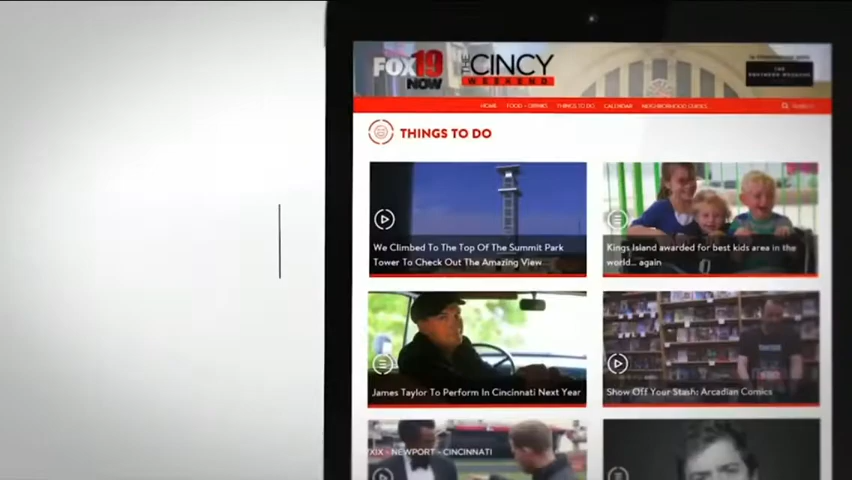 FOX19
NOW
THE
CINCY
WEEKEND
HOME FOOD + DRINKS THINGS TO DO CALENDAR NEIGHBORHOOD GUIDES
THINGS TO DO
We Climbed To The Top Of The Summit Park
Tower To Check Out The Amazing View
Kings Island awarded for best kids area in the
world... again
James Taylor To Perform In Cincinnati Next Year
Show Off Your Stash: Arcadian Comics
WXIX - NEWPORT - CINCINNATI